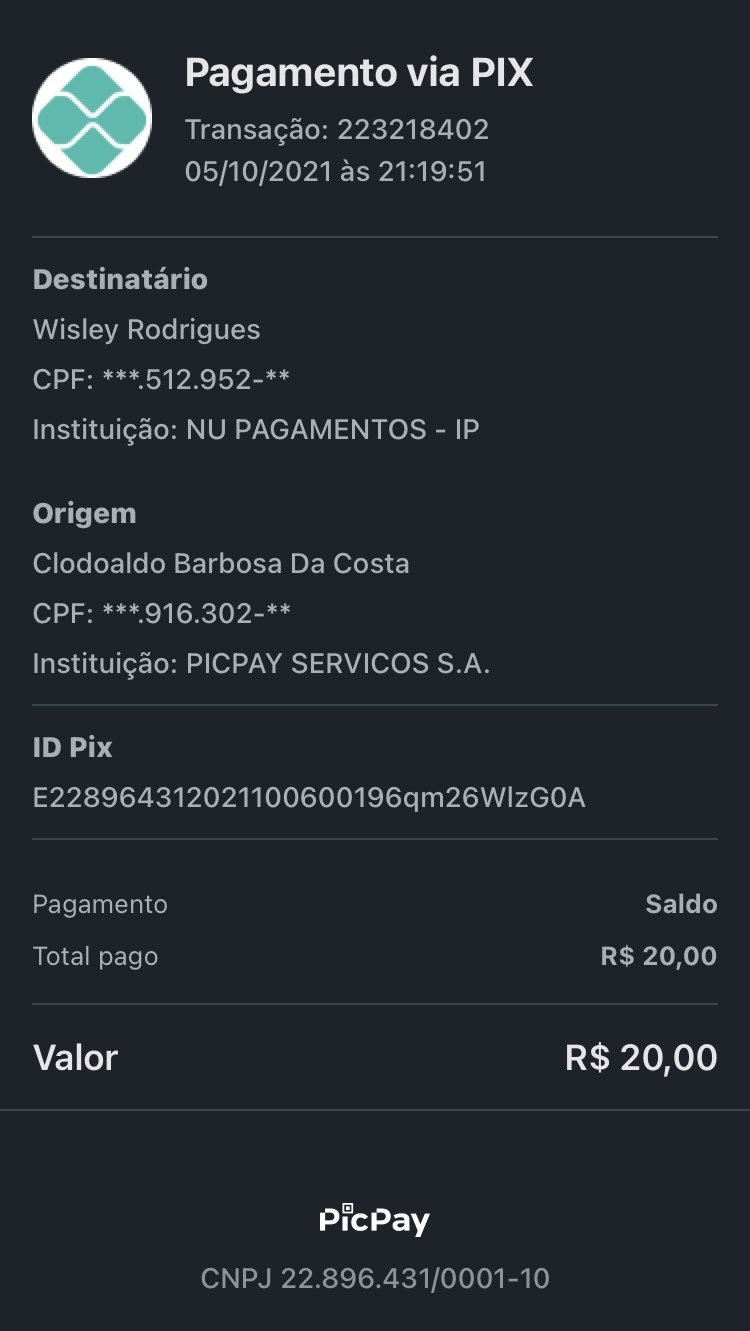 Pagamento via PIX
Transação: 223218402
05/10/2021 às 21:19:51
Destinatário
Wisley Rodrigues
CPF: ***.512.952-**
Instituição: NU PAGAMENTOS - IP
Origem
Clodoaldo Barbosa Da Costa
CPF: ***.916.302-**
Instituição: PICPAY SERVICOS S.A.
ID Pix
E22896431202110060​0196qm26WlzG0A
Pagamento Saldo
Total pago R$ 20,00
Valor R$ 20,00
PicPay
CNPJ 22.896.431/0001-10